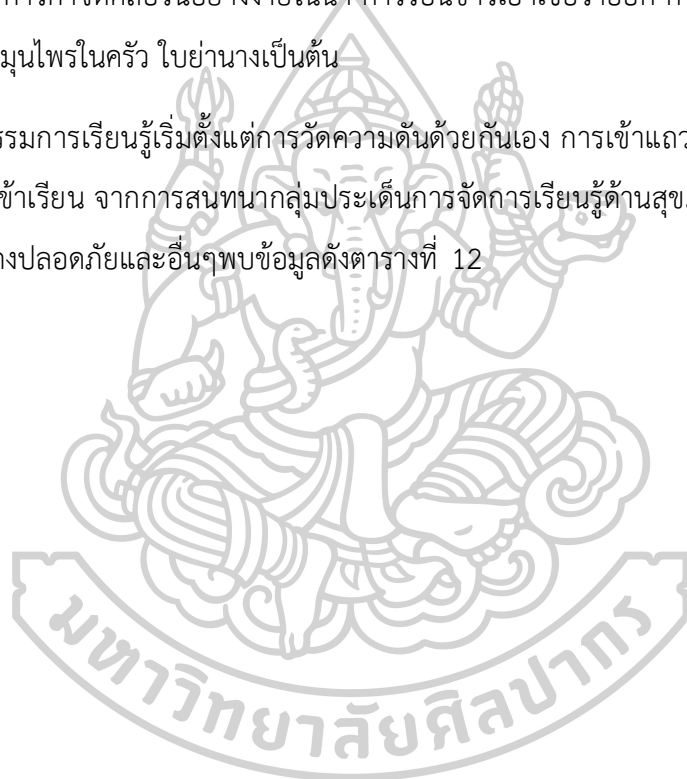 มุนไพรในครัว ใบย่านางเป็นต้น
รรมการเรียนรู้เริ่มตั้งแต่การวัดความดันด้วยกันเอง การเข้าแถว
ข้าเรียน จากการสนทนากลุ่มประเด็นการจัดการเรียนรู้ด้านสุข
างปลอดภัยและอื่นๆพบข้อมูลดังตารางที่ 12
มหาวิทยาลัยศิลปากร